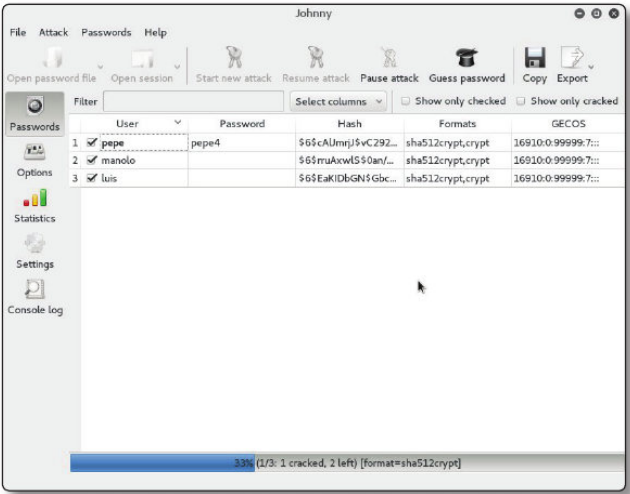 Johnny
File Attack Passwords Help
Open password file Open session Start new attack Resume attack Pause attack Guess password Copy Export
Passwords
Options
Statistics
Settings
Console log
Filter Select columns Show only checked Show only cracked
User Password Hash Formats GECOS
1 pepe pepe4 $6$cAUmrjJ$vC292... sha512crypt,crypt 16910:0:99999:7:::
2 manolo $6$muAxwlS$0an/... sha512crypt,crypt 16910:0:99999:7:::
3 luis $6$EaKIDbGN$Gbc... sha512crypt,crypt 16910:0:99999:7:::
33% (1/3: 1 cracked, 2 left) [format=sha512crypt]